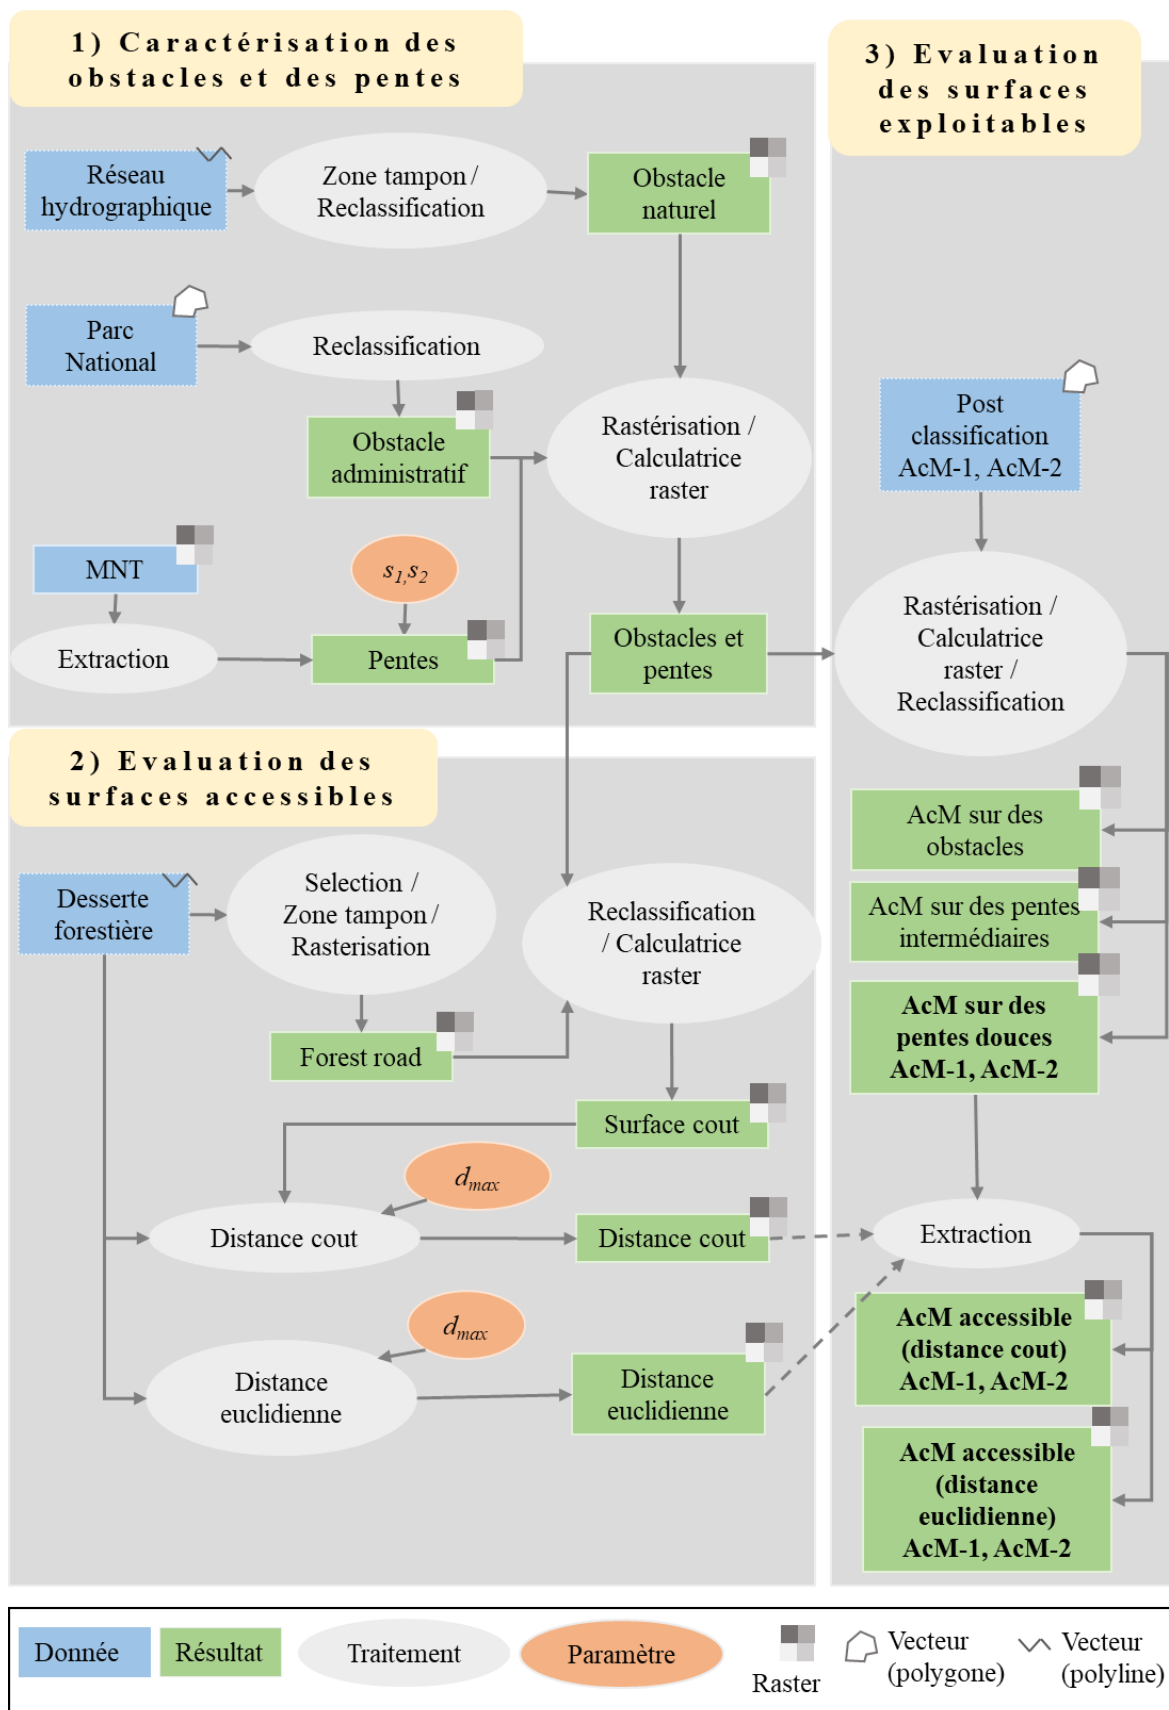 1) Caractérisation des
obstacles et des pentes
Réseau
hydrographique
Zone tampon /
Reclassification
Obstacle
naturel
Parc
National
Reclassification
Obstacle
administratif
Rastérisation /
Calculatrice
raster
MNT
s1,s2
Extraction
Pentes
Obstacles et
pentes
2) Evaluation des
surfaces accessibles
Desserte
forestière
Selection /
Zone tampon /
Rasterisation
Reclassification
/ Calculatrice
raster
Forest road
Surface cout
dmax
Distance cout
Distance cout
dmax
Distance
euclidienne
Distance
euclidienne
3) Evaluation
des surfaces
exploitables
Post
classification
AcM-1, AcM-2
Rastérisation /
Calculatrice
raster /
Reclassification
AcM sur des
obstacles
AcM sur des pentes
intermédiaires
AcM sur des
pentes douces
AcM-1, AcM-2
Extraction
AcM accessible
(distance cout)
AcM-1, AcM-2
AcM accessible
(distance
euclidienne)
AcM-1, AcM-2
Donnée
Résultat
Traitement
Paramètre
Raster
Vecteur
(polygone)
Vecteur
(polyline)